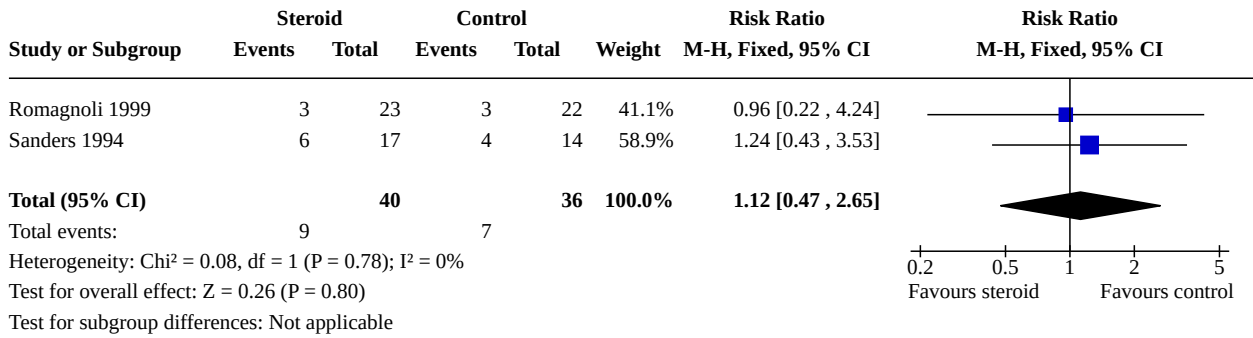 Steroid Control Risk Ratio Risk Ratio
Study or Subgroup Events Total Events Total Weight M-H, Fixed, 95% CI M-H, Fixed, 95% CI
Romagnoli 1999 3 23 3 22 41.1% 0.96 [0.22 , 4.24]
Sanders 1994 6 17 4 14 58.9% 1.24 [0.43 , 3.53]
Total (95% CI) 40 36 100.0% 1.12 [0.47 , 2.65]
Total events: 9 7
Heterogeneity: Chi² = 0.08, df = 1 (P = 0.78); I² = 0% 0.2 0.5 1 2 5
Test for overall effect: Z = 0.26 (P = 0.80) Favours steroid Favours control
Test for subgroup differences: Not applicable